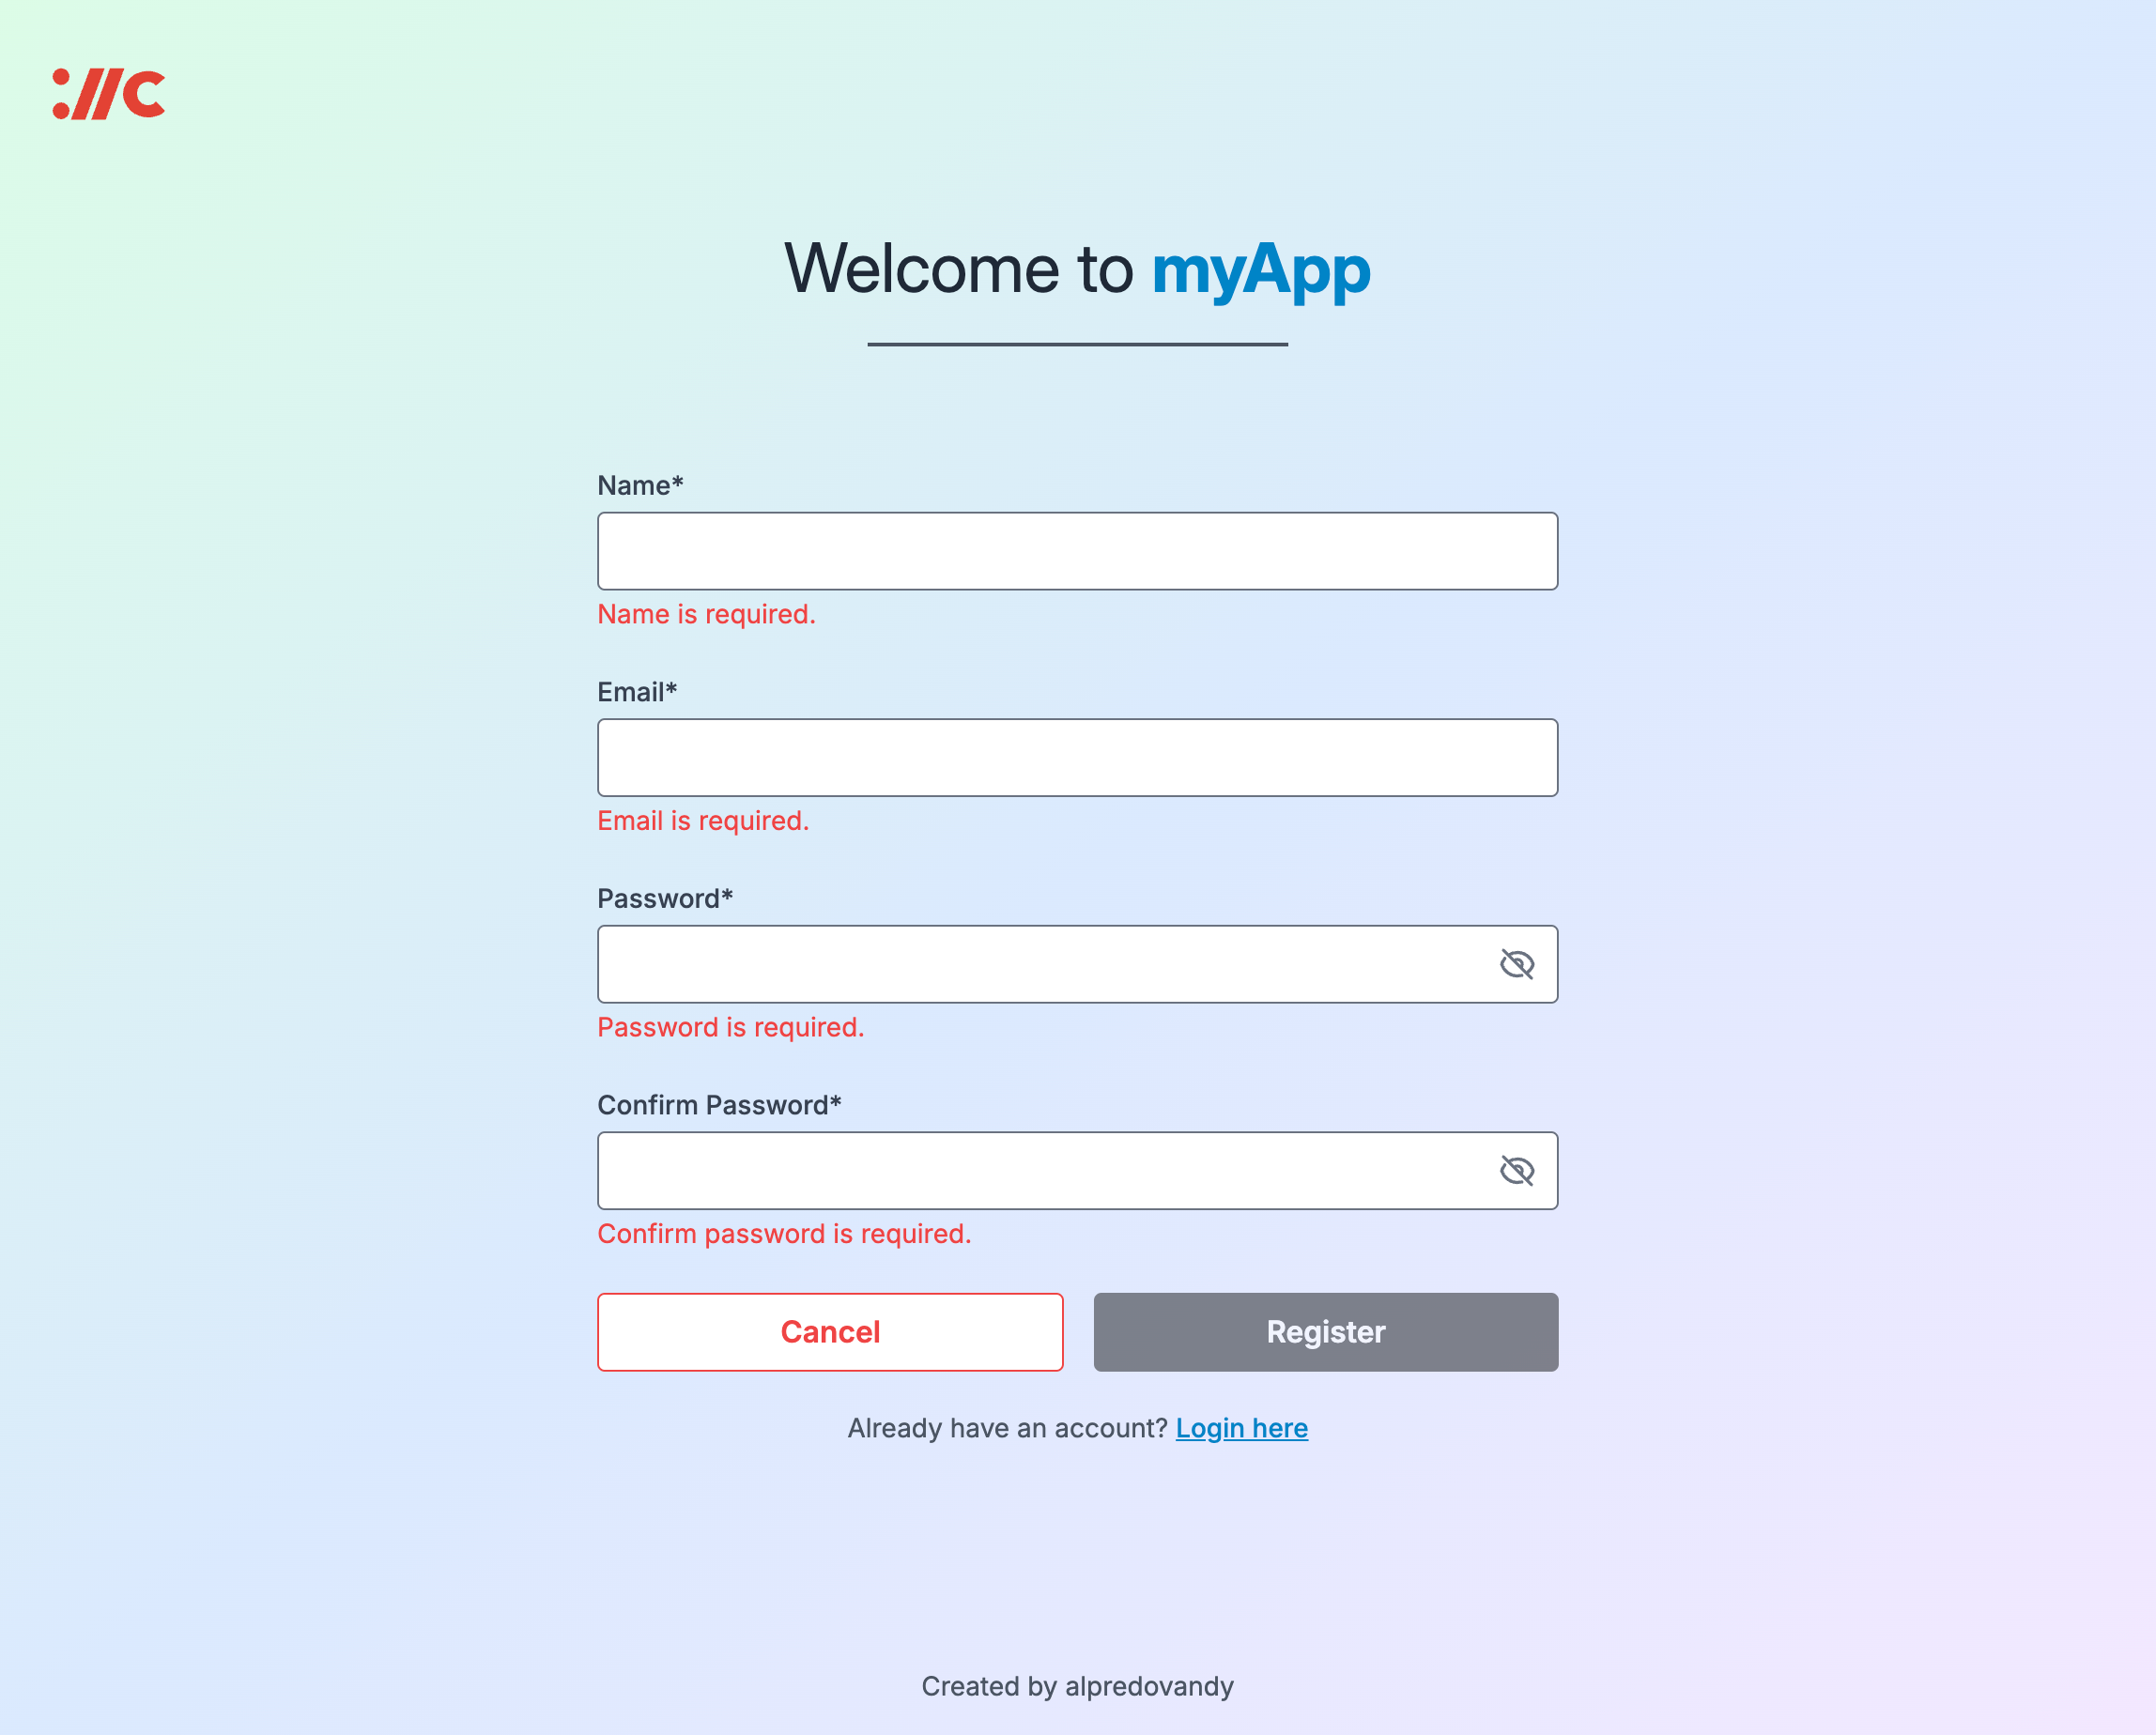 ://C
Welcome to myApp
Name*
Name is required.
Email*
Email is required.
Password*
Password is required.
Confirm Password*
Confirm password is required.
Cancel Register
Already have an account? Login here
Created by alpredovandy